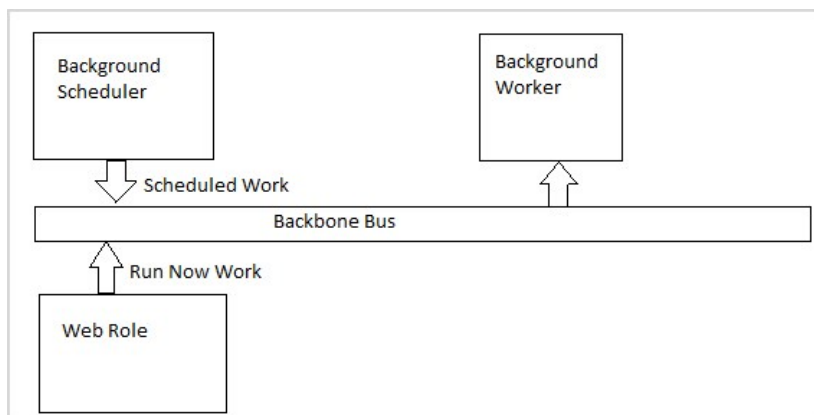 Background
Scheduler
Background
Worker
Scheduled Work
Backbone Bus
Run Now Work
Web Role